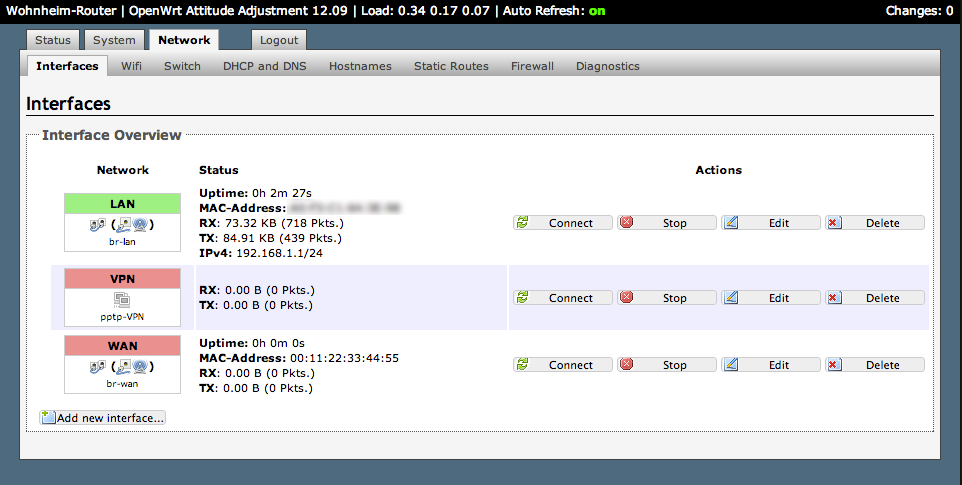 Wohnheim-Router | OpenWrt Attitude Adjustment 12.09 | Load: 0.34 0.17 0.07 | Auto Refresh: on Changes: 0
Status System Network Logout
Interfaces Wifi Switch DHCP and DNS Hostnames Static Routes Firewall Diagnostics
Interfaces
Interface Overview
Network Status Actions
LAN
( )
br-lan
Uptime: 0h 2m 27s
MAC-Address:
RX: 73.32 KB (718 Pkts.)
TX: 84.91 KB (439 Pkts.)
IPv4: 192.168.1.1/24
Connect Stop Edit Delete
VPN
pptp-VPN
RX: 0.00 B (0 Pkts.)
TX: 0.00 B (0 Pkts.)
Connect Stop Edit Delete
WAN
( )
br-wan
Uptime: 0h 0m 0s
MAC-Address: 00:11:22:33:44:55
RX: 0.00 B (0 Pkts.)
TX: 0.00 B (0 Pkts.)
Connect Stop Edit Delete
Add new interface...